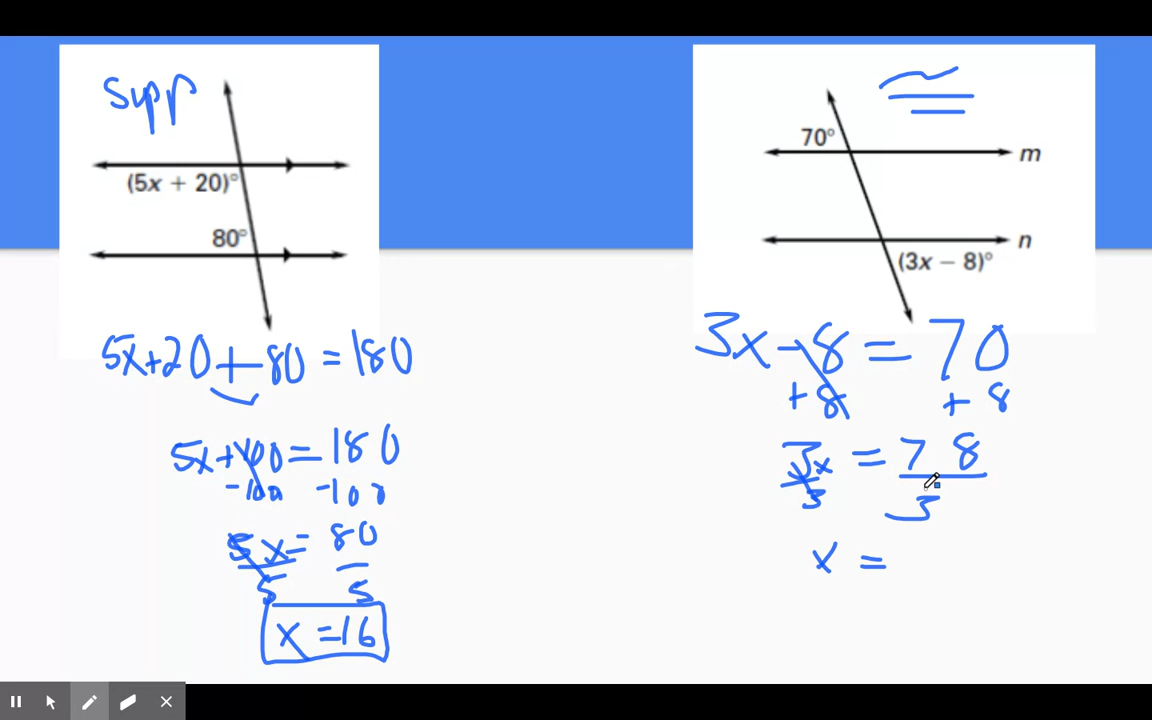 supp
(5x + 20)°
80°
5x+20 + 80 = 180
5x+100 = 180
-100 -100
5x = 80
5 5
x = 16
≅
70°
m
n
(3x − 8)°
3x - 8 = 70
+ 8 + 8
3x = 78
3 3
x =